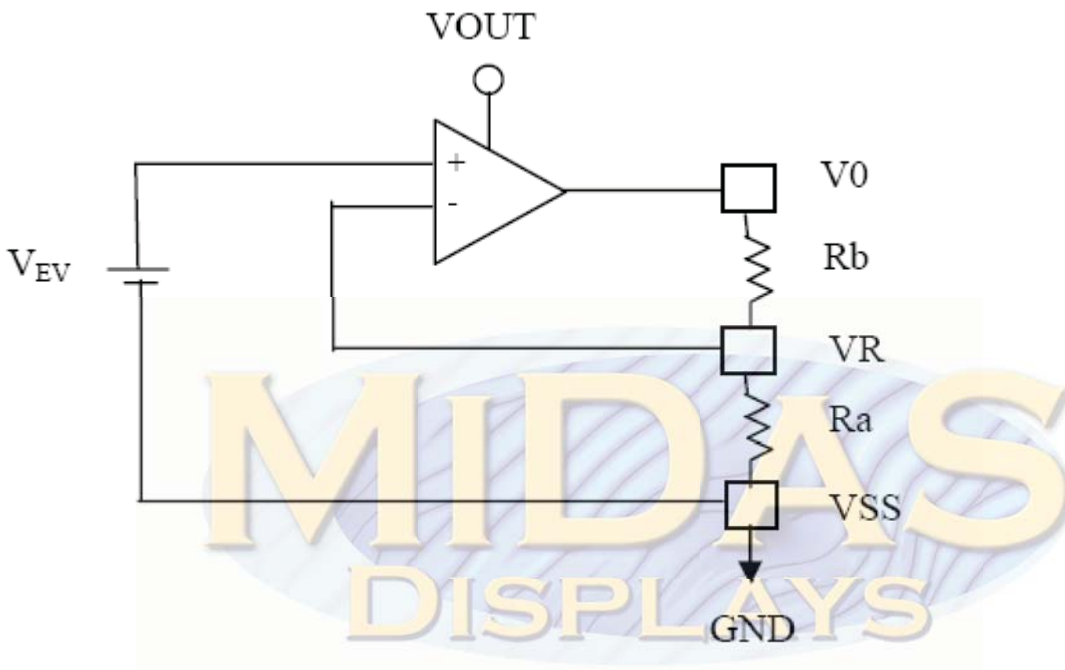 VOUT
+
-
V0
VEV
Rb
VR
Ra
VSS
GND
MIDAS
DISPLAYS